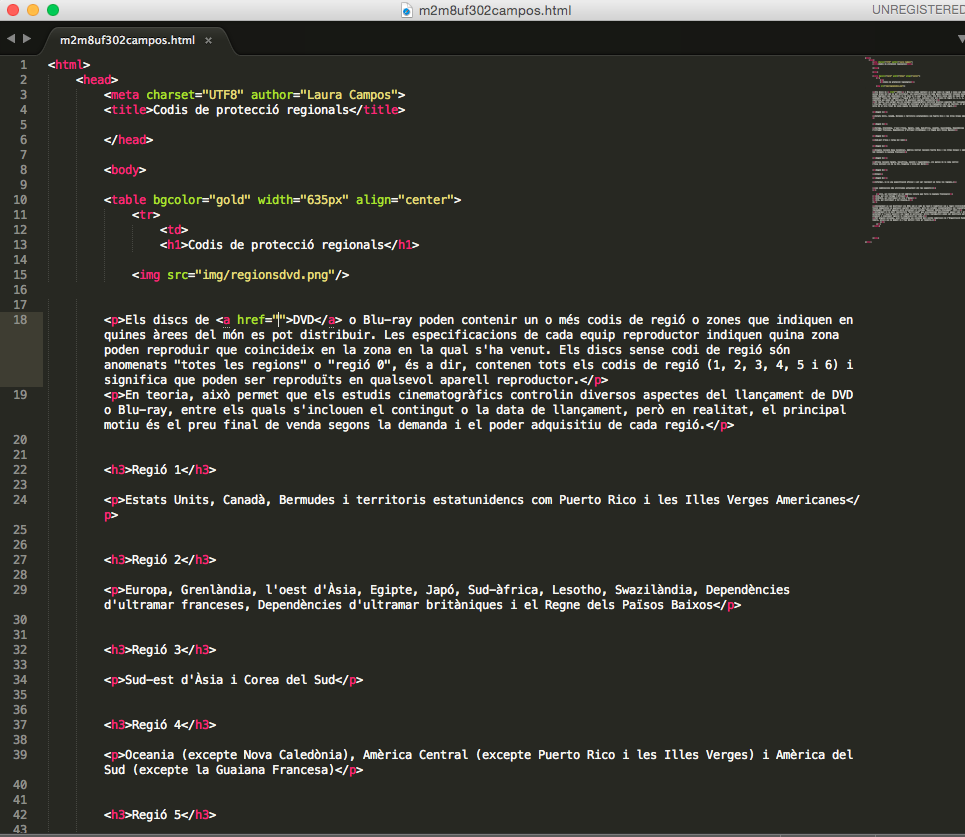 m2m8uf302campos.html
UNREGISTERED
m2m8uf302campos.html ×
1 <html>
2 <head>
3 <meta charset="UTF8" author="Laura Campos">
4 <title>Codis de protecció regionals</title>
5
6 </head>
7
8 <body>
9
10 <table bgcolor="gold" width="635px" align="center">
11 <tr>
12 <td>
13 <h1>Codis de protecció regionals</h1>
14
15 <img src="img/regionsdvd.png"/>
16
17
18 <p>Els discs de <a href="">DVD</a> o Blu-ray poden contenir un o més codis de regió o zones que indiquen en
quines àrees del món es pot distribuir. Les especificacions de cada equip reproductor indiquen quina zona
poden reproduir que coincideix en la zona en la qual s'ha venut. Els discs sense codi de regió són
anomenats "totes les regions" o "regió 0", és a dir, contenen tots els codis de regió (1, 2, 3, 4, 5 i 6) i
significa que poden ser reproduïts en qualsevol aparell reproductor.</p>
19 <p>En teoria, això permet que els estudis cinematogràfics controlin diversos aspectes del llançament de DVD
o Blu-ray, entre els quals s'inclouen el contingut o la data de llançament, però en realitat, el principal
motiu és el preu final de venda segons la demanda i el poder adquisitiu de cada regió.</p>
20
21
22 <h3>Regió 1</h3>
23
24 <p>Estats Units, Canadà, Bermudes i territoris estatunidencs com Puerto Rico i les Illes Verges Americanes</
p>
25
26
27 <h3>Regió 2</h3>
28
29 <p>Europa, Grenlàndia, l'oest d'Àsia, Egipte, Japó, Sud-àfrica, Lesotho, Swazilàndia, Dependències
d'ultramar franceses, Dependències d'ultramar britàniques i el Regne dels Països Baixos</p>
30
31
32 <h3>Regió 3</h3>
33
34 <p>Sud-est d'Àsia i Corea del Sud</p>
35
36
37 <h3>Regió 4</h3>
38
39 <p>Oceania (excepte Nova Caledònia), Amèrica Central (excepte Puerto Rico i les Illes Verges) i Amèrica del
Sud (excepte la Guaiana Francesa)</p>
40
41
42 <h3>Regió 5</h3>
43